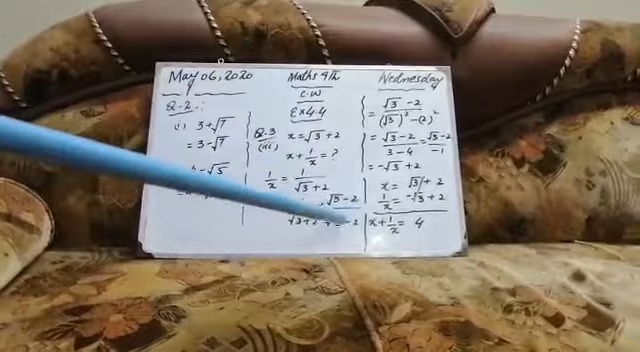 May 06, 2020
Maths 9th
Wednesday
Q.2.:
C.W
Ex 4.4
(i) 3+√7
= 3-√7
-√5
Q.3
(iii)
x = √3 + 2
x + 1/x = ?
1/x = 1/(√3+2)
√3-2
= (√3 - 2)/((√3)² - (2)²
= (√3-2)/(3-4) = (√3-2)/-1
= -√3 + 2
x = √3 + 2
1/x = -√3 + 2
x + 1/x = 4